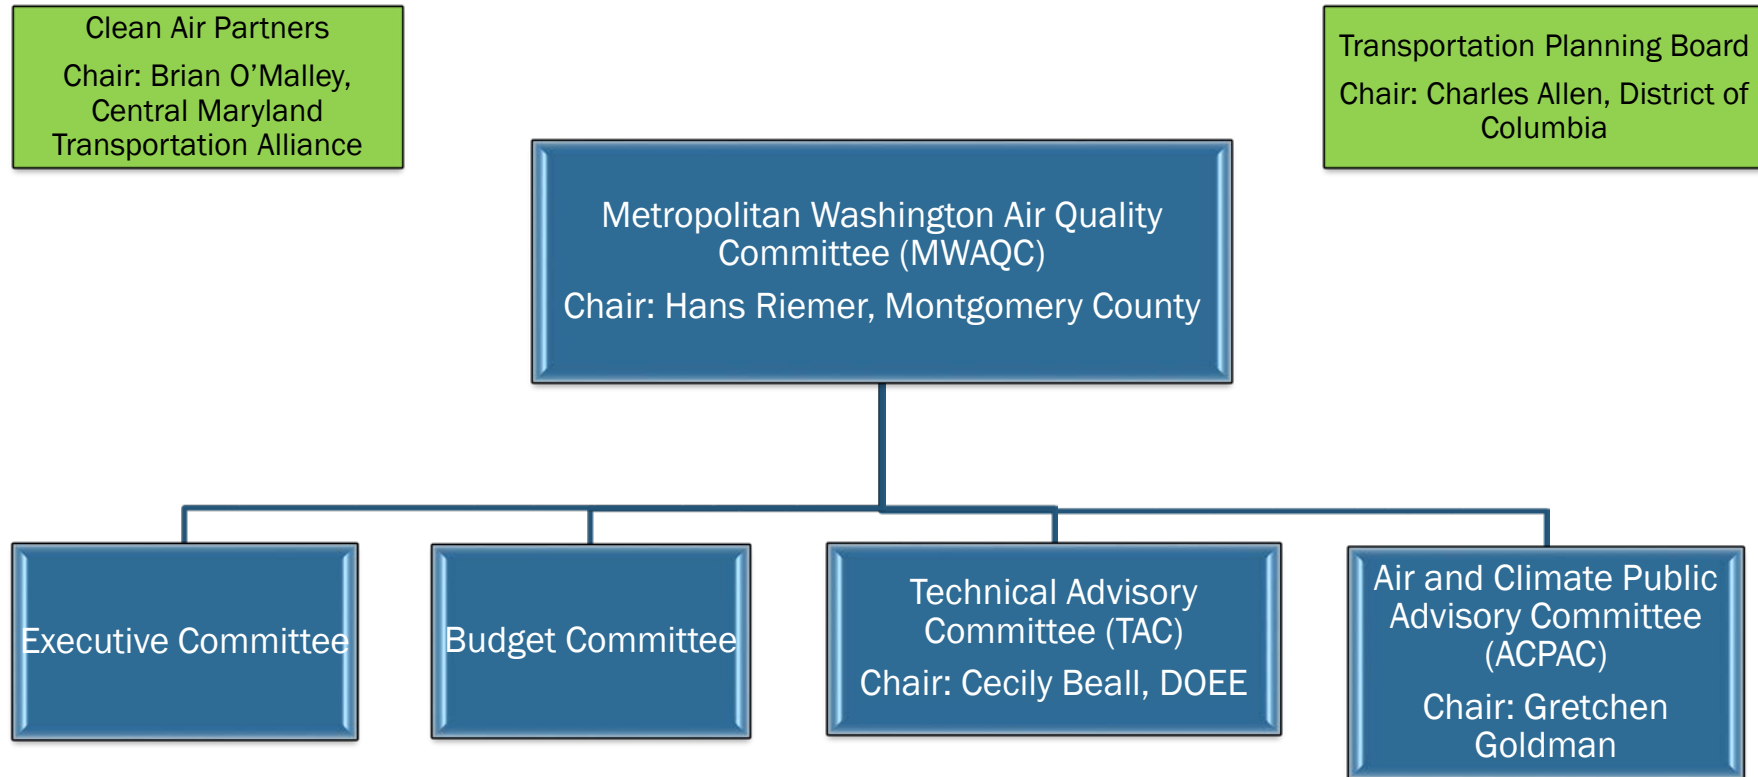 Clean Air Partners
Chair: Brian O’Malley,
Central Maryland
Transportation Alliance
Transportation Planning Board
Chair: Charles Allen, District of
Columbia
Metropolitan Washington Air Quality
Committee (MWAQC)
Chair: Hans Riemer, Montgomery County
Executive Committee
Budget Committee
Technical Advisory
Committee (TAC)
Chair: Cecily Beall, DOEE
Air and Climate Public
Advisory Committee
(ACPAC)
Chair: Gretchen
Goldman